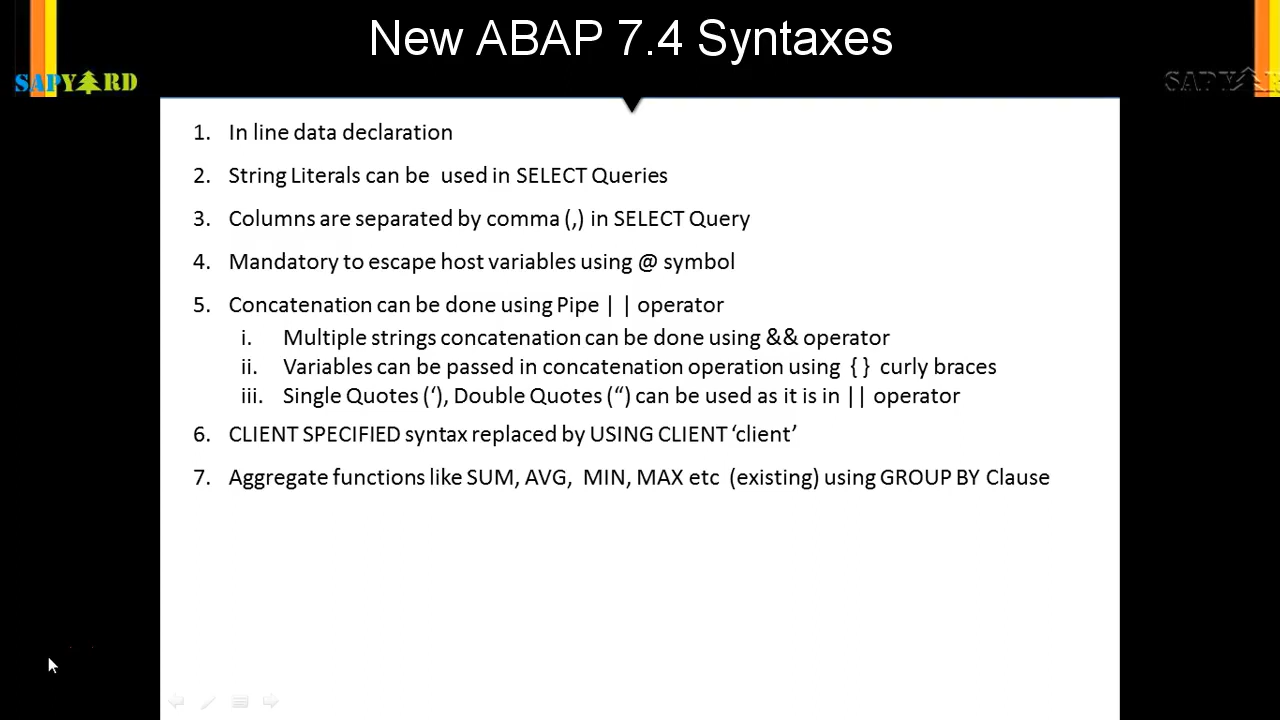 New ABAP 7.4 Syntaxes
SAPYARD
SAPYAR
1. In line data declaration
2. String Literals can be used in SELECT Queries
3. Columns are separated by comma (,) in SELECT Query
4. Mandatory to escape host variables using @ symbol
5. Concatenation can be done using Pipe | | operator
i. Multiple strings concatenation can be done using && operator
ii. Variables can be passed in concatenation operation using { } curly braces
iii. Single Quotes (‘), Double Quotes (“) can be used as it is in || operator
6. CLIENT SPECIFIED syntax replaced by USING CLIENT ‘client’
7. Aggregate functions like SUM, AVG, MIN, MAX etc (existing) using GROUP BY Clause